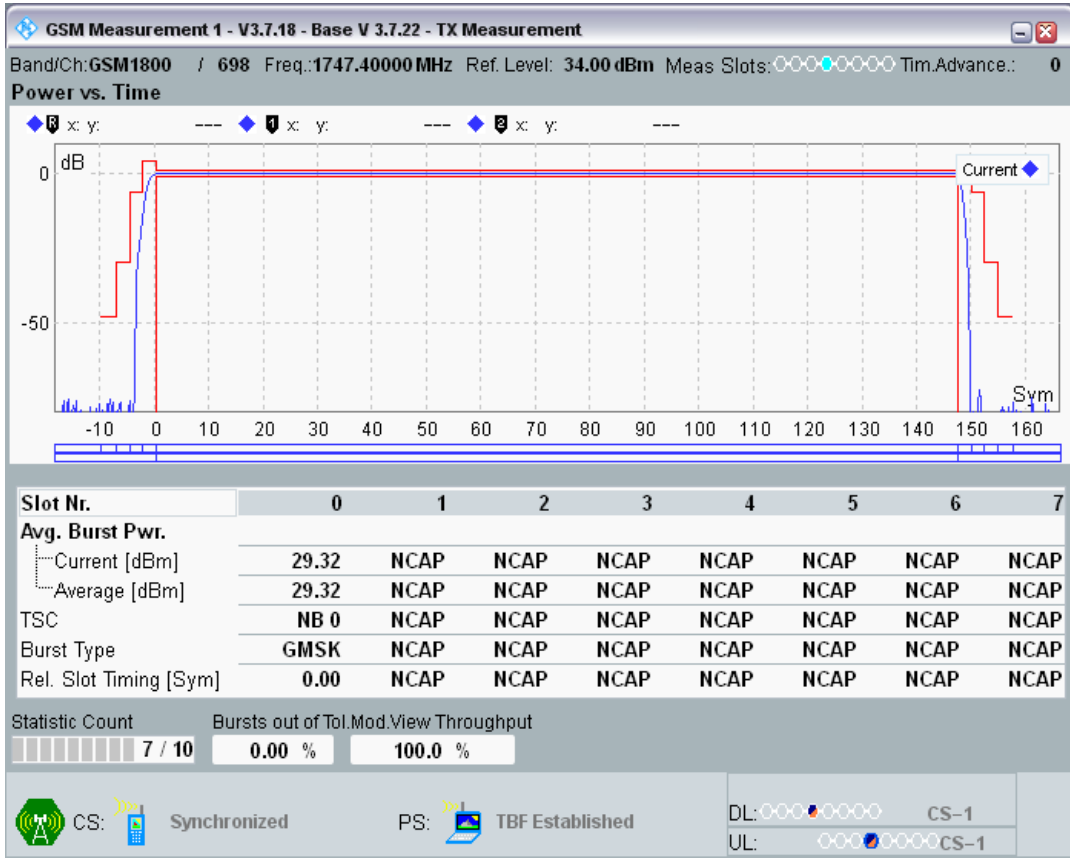 GSM Measurement 1 - V3.7.18 - Base V 3.7.22 - TX Measurement
Band/Ch:GSM1800 / 698 Freq.:1747.40000 MHz Ref. Level: 34.00 dBm Meas Slots: Tim.Advance.: 0
Power vs. Time
R x: y: --- 1 x: y: --- 2 x: y: ---
dB
Current
0
-50
Sym
-10 0 10 20 30 40 50 60 70 80 90 100 110 120 130 140 150 160
Slot Nr. 0 1 2 3 4 5 6 7
Avg. Burst Pwr.
Current [dBm] 29.32 NCAP NCAP NCAP NCAP NCAP NCAP NCAP
Average [dBm] 29.32 NCAP NCAP NCAP NCAP NCAP NCAP NCAP
TSC NB 0 NCAP NCAP NCAP NCAP NCAP NCAP NCAP
Burst Type GMSK NCAP NCAP NCAP NCAP NCAP NCAP NCAP
Rel. Slot Timing [Sym] 0.00 NCAP NCAP NCAP NCAP NCAP NCAP NCAP
Statistic Count Bursts out of Tol.Mod.View Throughput
7 / 10 0.00 % 100.0 %
CS: Synchronized PS: TBF Established
DL: CS-1
UL: CS-1